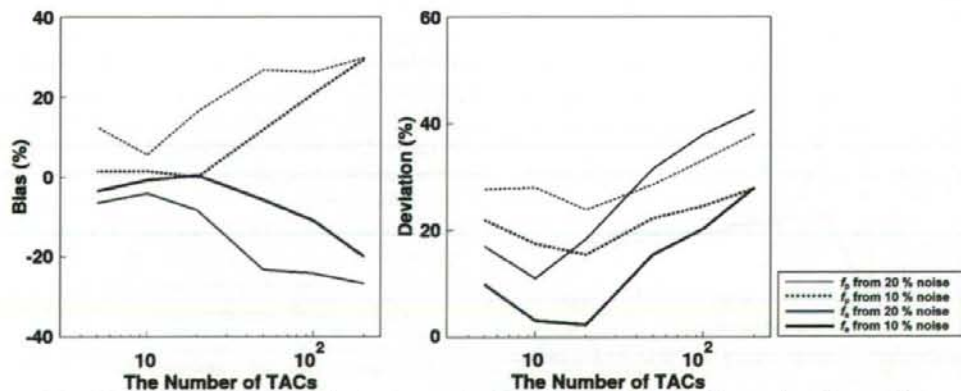 40
20
0
-20
-40
Bias (%)
10
10²
The Number of TACs
60
40
20
0
Deviation (%)
10
10²
The Number of TACs
fₚ from 20 % noise
fₚ from 10 % noise
fₐ from 20 % noise
fₐ from 10 % noise